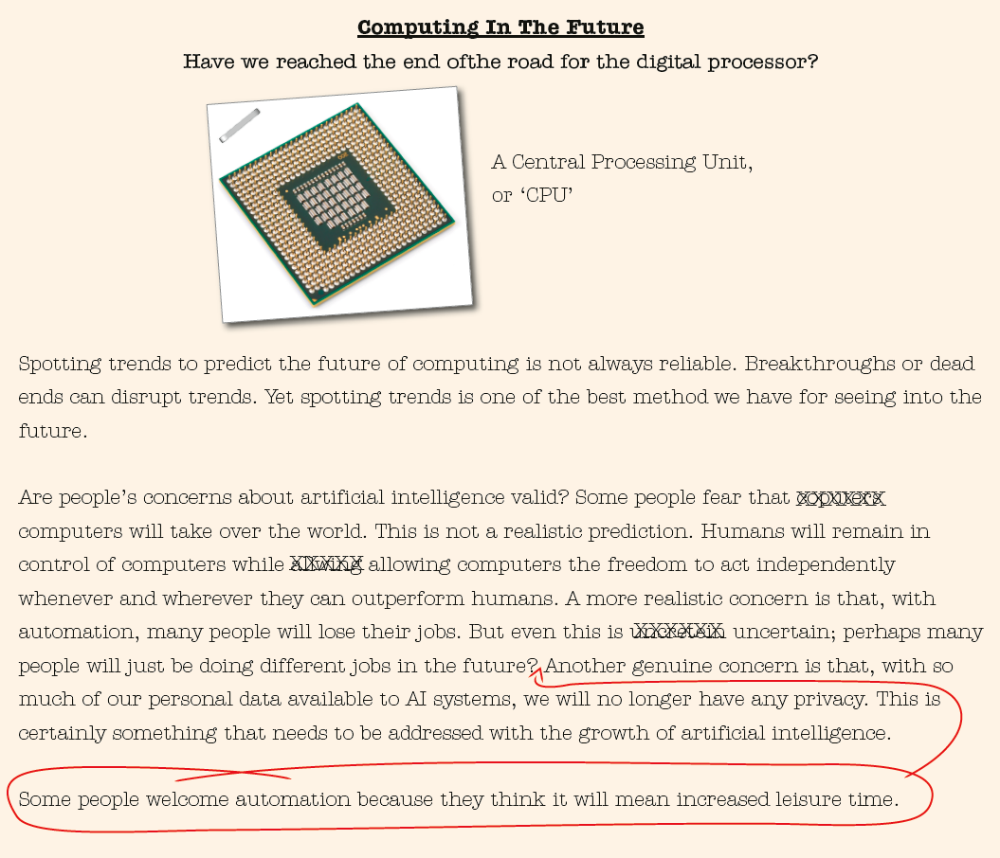 Computing In The Future
Have we reached the end ofthe road for the digital processor?
A Central Processing Unit,
or ‘CPU’
Spotting trends to predict the future of computing is not always reliable. Breakthroughs or dead
ends can disrupt trends. Yet spotting trends is one of the best method we have for seeing into the
future.
Are people’s concerns about artificial intelligence valid? Some people fear that
computers will take over the world. This is not a realistic prediction. Humans will remain in
control of computers while allowing computers the freedom to act independently
whenever and wherever they can outperform humans. A more realistic concern is that, with
automation, many people will lose their jobs. But even this is uncertain; perhaps many
people will just be doing different jobs in the future? Another genuine concern is that, with so
much of our personal data available to AI systems, we will no longer have any privacy. This is
certainly something that needs to be addressed with the growth of artificial intelligence.
Some people welcome automation because they think it will mean increased leisure time.